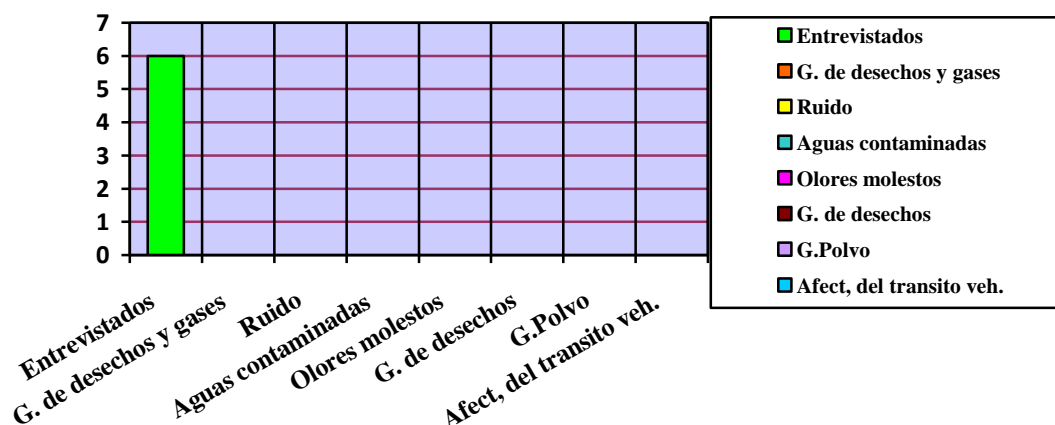 7
6
5
4
3
2
1
0
Entrevistados
G. de desechos y gases
Ruido
Aguas contaminadas
Olores molestos
G. de desechos
G.Polvo
Afect, del transito veh.
Entrevistados
G. de desechos y gases
Ruido
Aguas contaminadas
Olores molestos
G. de desechos
G.Polvo
Afect, del transito veh.